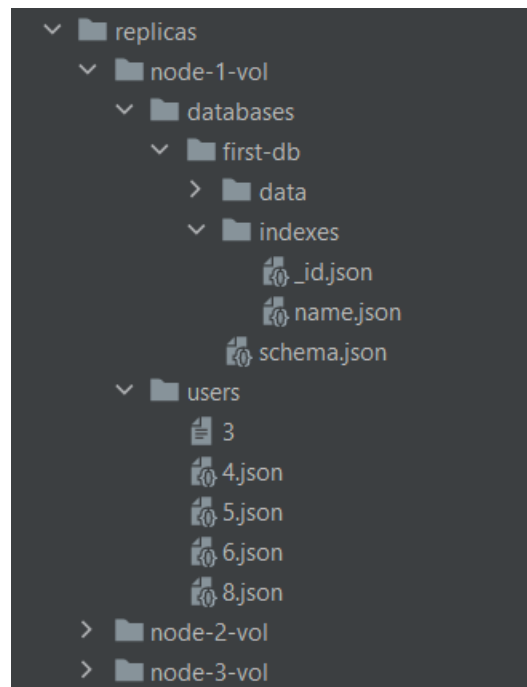 replicas
node-1-vol
databases
first-db
data
indexes
_id.json
name.json
schema.json
users
3
4.json
5.json
6.json
8.json
node-2-vol
node-3-vol